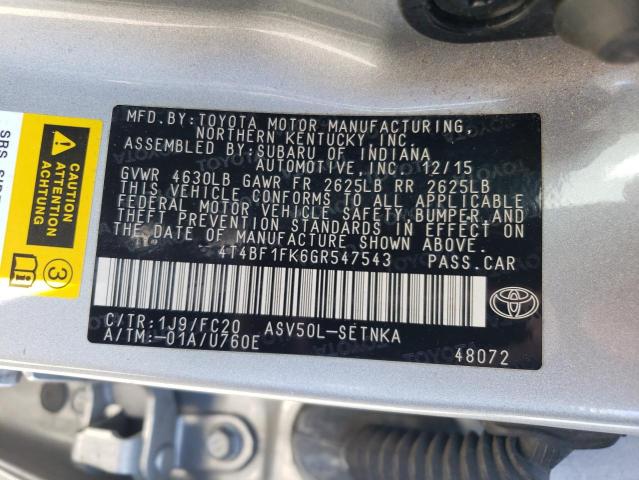 MFD.BY:TOYOTA MOTOR MANUFACTURING,
NORTHERN KENTUCKY, INC.
ASSEMBLED BY:SUBARU OF INDIANA
AUTOMOTIVE,INC. 12/15
GVWR 4630LB GAWR FR 2625LB RR 2625LB
THIS VEHICLE CONFORMS TO ALL APPLICABLE
FEDERAL MOTOR VEHICLE SAFETY,BUMPER,AND
THEFT PREVENTION STANDARDS IN EFFECT ON
THE DATE OF MANUFACTURE SHOWN ABOVE.
4T4BF1FK6GR547543 PASS.CAR
C/TR:1J9/FC20 ASV50L-SETNKA
A/TM:-01A/U760E
48072
TOYOTA
CAUTION
ATTENTION
ACHTUNG
3
SRS